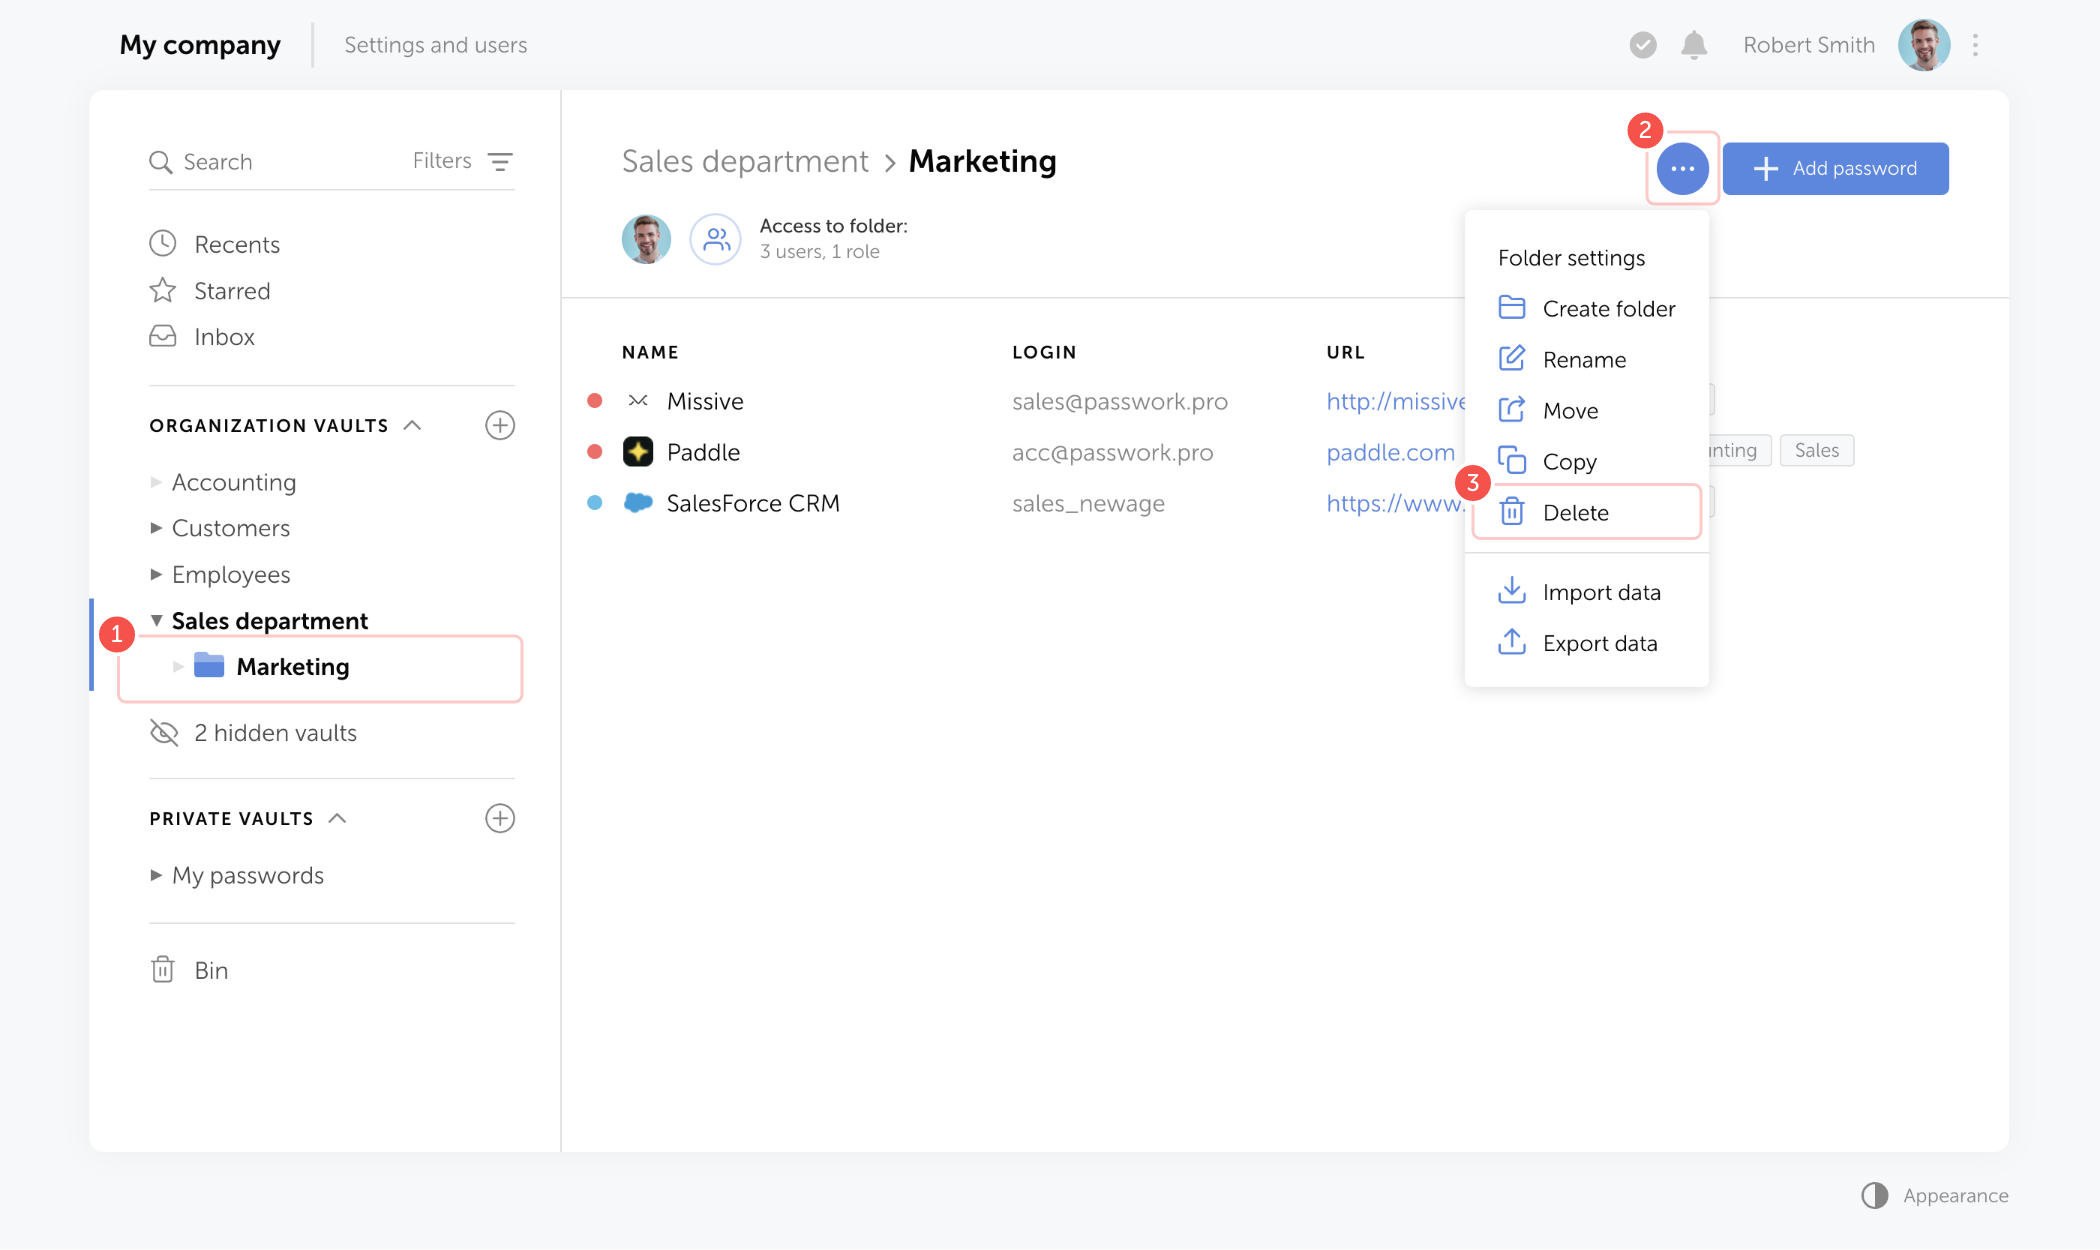 My company
Settings and users
Robert Smith
Search
Filters
Recents
Starred
Inbox
ORGANIZATION VAULTS
Accounting
Customers
Employees
Sales department
1
Marketing
2 hidden vaults
PRIVATE VAULTS
My passwords
Bin
Sales department > Marketing
2
Add password
Access to folder:
3 users, 1 role
NAME LOGIN URL
Missive sales@passwork.pro http://missive
Paddle acc@passwork.pro paddle.com
Sales
SalesForce CRM sales_newage https://www.
Folder settings
Create folder
Rename
Move
Copy
3
Delete
Import data
Export data
Appearance